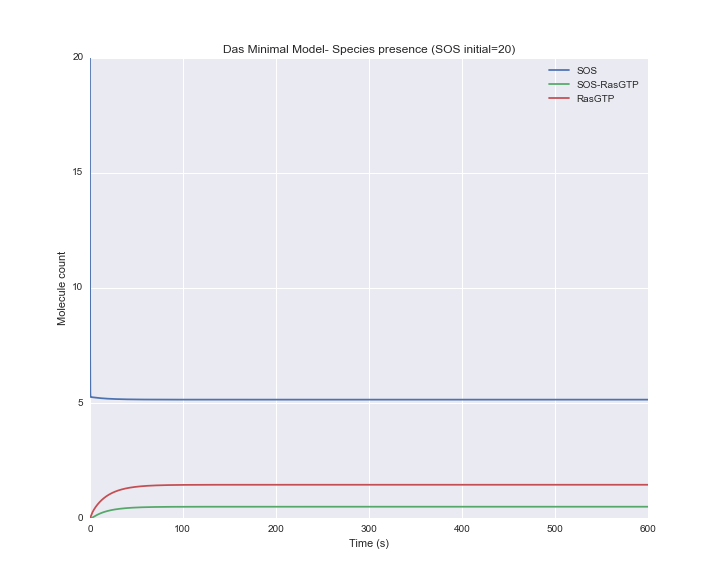 Das Minimal Model- Species presence (SOS initial=20)
SOS
SOS-RasGTP
RasGTP
20
15
10
5
0
Molecule count
0 100 200 300 400 500 600
Time (s)